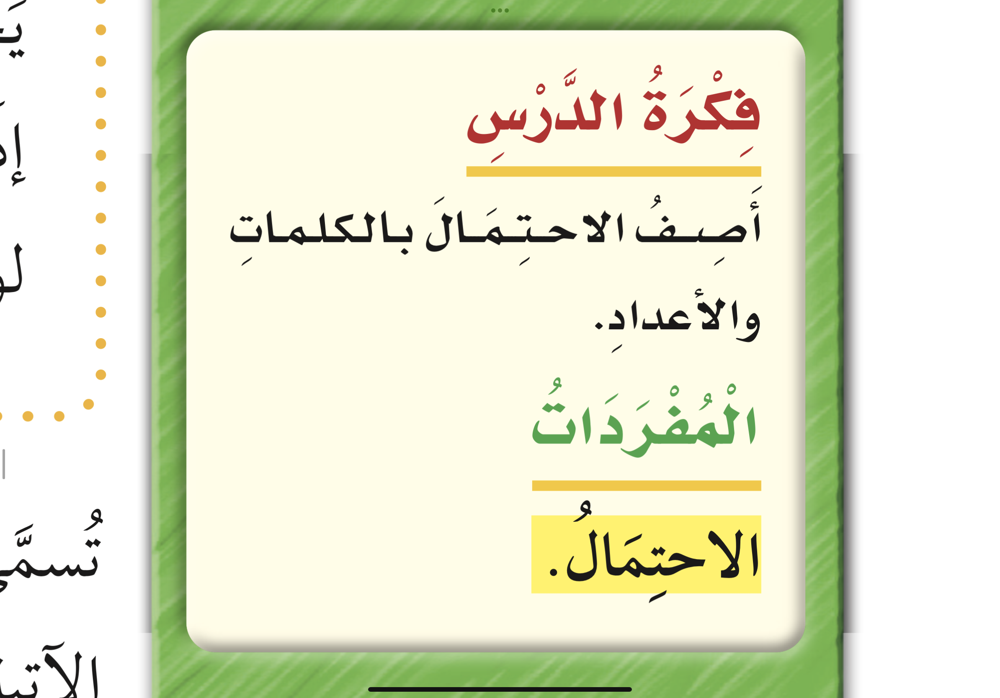 فِكْرَةُ الدَّرْسِ
أَصِفُ الاحتِمَالَ بالكلماتِ
والأعدادِ.
الْمُفْرَدَاتُ
الاحتِمَالُ.